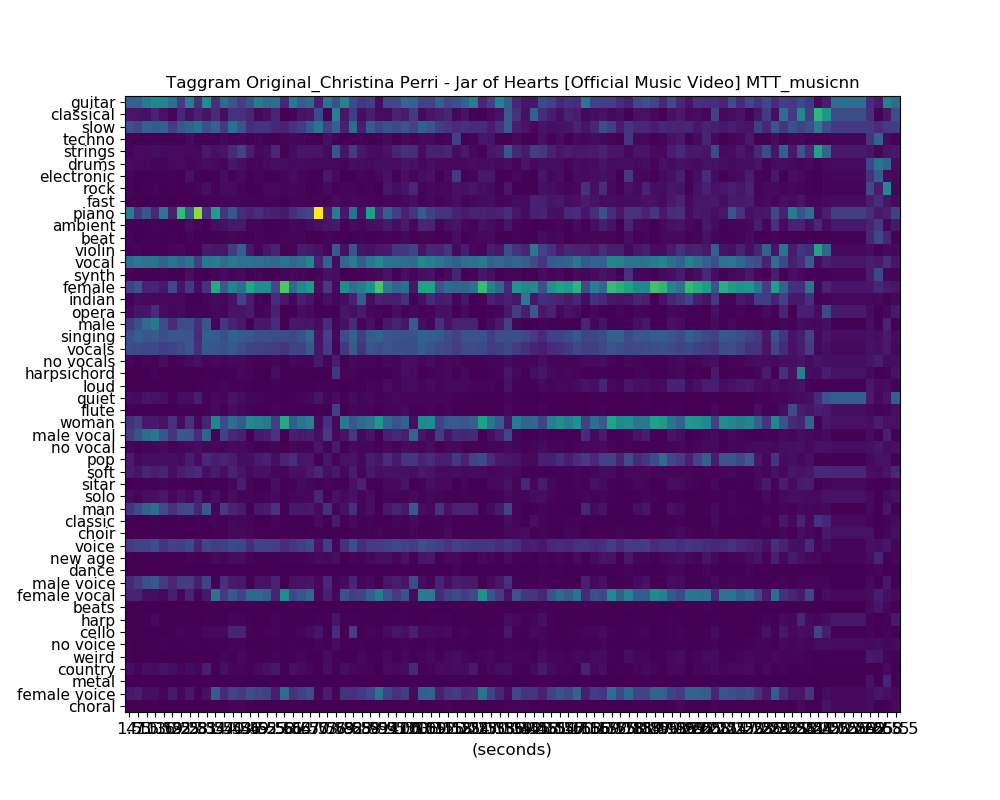 Taggram Original_Christina Perri - Jar of Hearts [Official Music Video] MTT_musicnn
guitar
classical
slow
techno
strings
drums
electronic
rock
fast
piano
ambient
beat
violin
vocal
synth
female
indian
opera
male
singing
vocals
no vocals
harpsichord
loud
quiet
flute
woman
male vocal
no vocal
pop
soft
sitar
solo
man
classic
choir
voice
new age
dance
male voice
female vocal
beats
harp
cello
no voice
weird
country
metal
female voice
choral
(seconds)